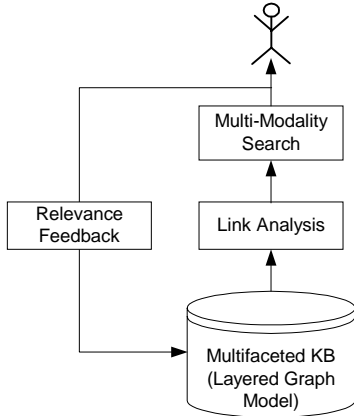 Multi-Modality
Search
Relevance
Feedback
Link Analysis
Multifaceted KB
(Layered Graph
Model)